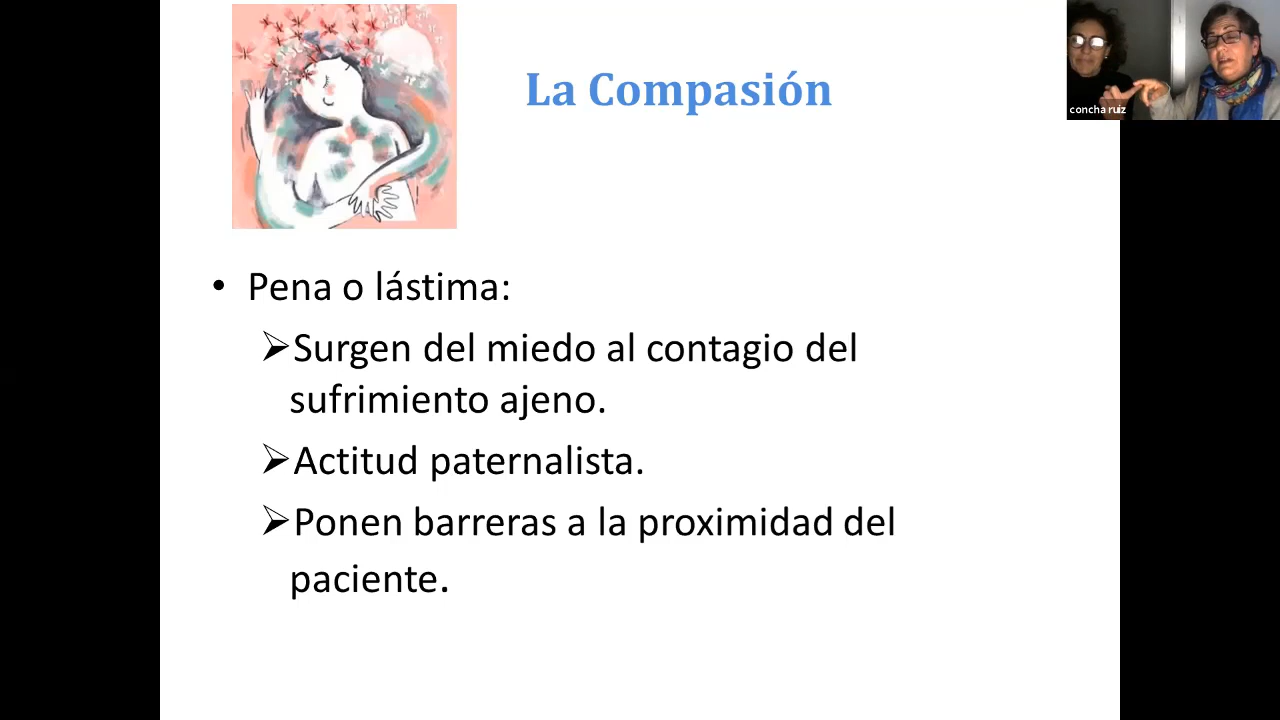 La Compasión
concha ruiz
• Pena o lástima:
➢Surgen del miedo al contagio del
sufrimiento ajeno.
➢Actitud paternalista.
➢Ponen barreras a la proximidad del
paciente.